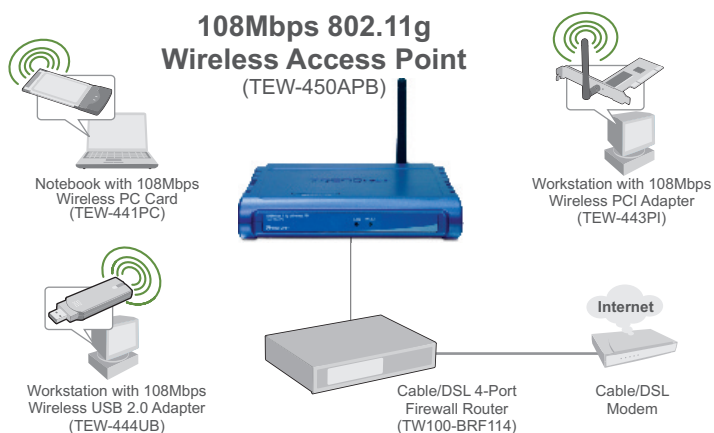 108Mbps 802.11g
Wireless Access Point
(TEW-450APB)
Notebook with 108Mbps
Wireless PC Card
(TEW-441PC)
Workstation with 108Mbps
Wireless PCI Adapter
(TEW-443PI)
Internet
Workstation with 108Mbps
Wireless USB 2.0 Adapter
(TEW-444UB)
Cable/DSL 4-Port
Firewall Router
(TW100-BRF114)
Cable/DSL
Modem